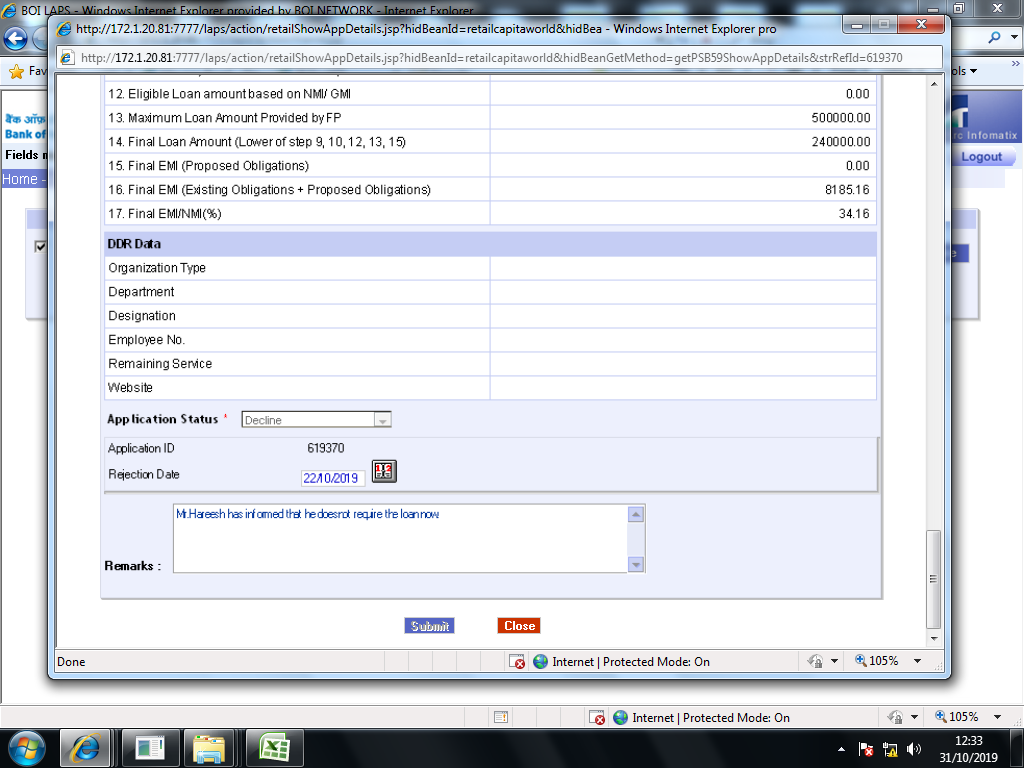 BOI LAPS - Windows Internet Explorer provided by BOI NETWORK - Internet Explorer
http://172.1.20.81:7777/laps/action/retailShowAppDetails.jsp?hidBeanId=retailcapitaworld&hidBea - Windows Internet Explorer pro
http://172.1.20.81:7777/laps/action/retailShowAppDetails.jsp?hidBeanId=retailcapitaworld&hidBeanGetMethod=getPSB59ShowAppDetails&strRefId=619370
Fav
ols
बैंक ऑफ़
Bank of
rc Infomatix
Fields
Logout
Home -
12. Eligible Loan amount based on NMI/ GMI 0.00
13. Maximum Loan Amount Provided by FP 500000.00
14. Final Loan Amount (Lower of step 9, 10, 12, 13, 15) 240000.00
15. Final EMI (Proposed Obligations) 0.00
16. Final EMI (Existing Obligations + Proposed Obligations) 8185.16
17. Final EMI/NMI(%) 34.16
DDR Data
Organization Type
Department
Designation
Employee No.
Remaining Service
Website
Application Status * Decline
Application ID 619370
Rejection Date 22/10/2019
Mr.Hareesh has informed that he doesnot require the loan now.
Remarks :
Submit Close
Done Internet | Protected Mode: On 105%
Internet | Protected Mode: On 105%
12:33
31/10/2019